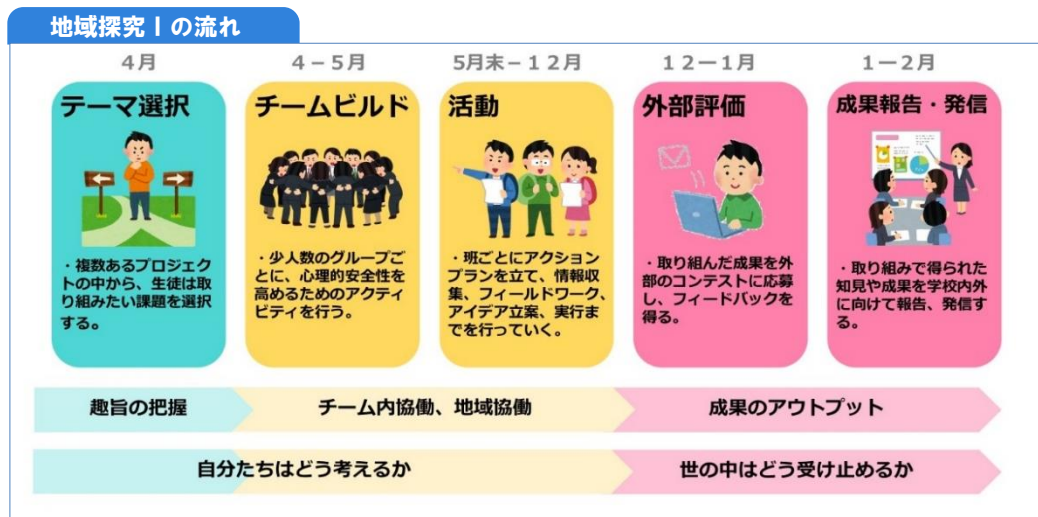 地域探究Ⅰの流れ
4月
テーマ選択
・複数あるプロジェク
トの中から、生徒は取
り組みたい課題を選択
する。
4－5月
チームビルド
・少人数のグループご
とに、心理的安全性を
高めるためのアクティ
ビティを行う。
5月末－12月
活動
・班ごとにアクション
プランを立て、情報収
集、フィールドワーク、
アイデア立案、実行ま
でを行っていく。
12－1月
外部評価
・取り組んだ成果を外
部のコンテストに応募
し、フィードバックを
得る。
1－2月
成果報告・発信
・取り組みで得られた
知見や成果を学校内外
に向けて報告、発信す
る。
趣旨の把握
チーム内協働、地域協働
成果のアウトプット
自分たちはどう考えるか
世の中はどう受け止めるか